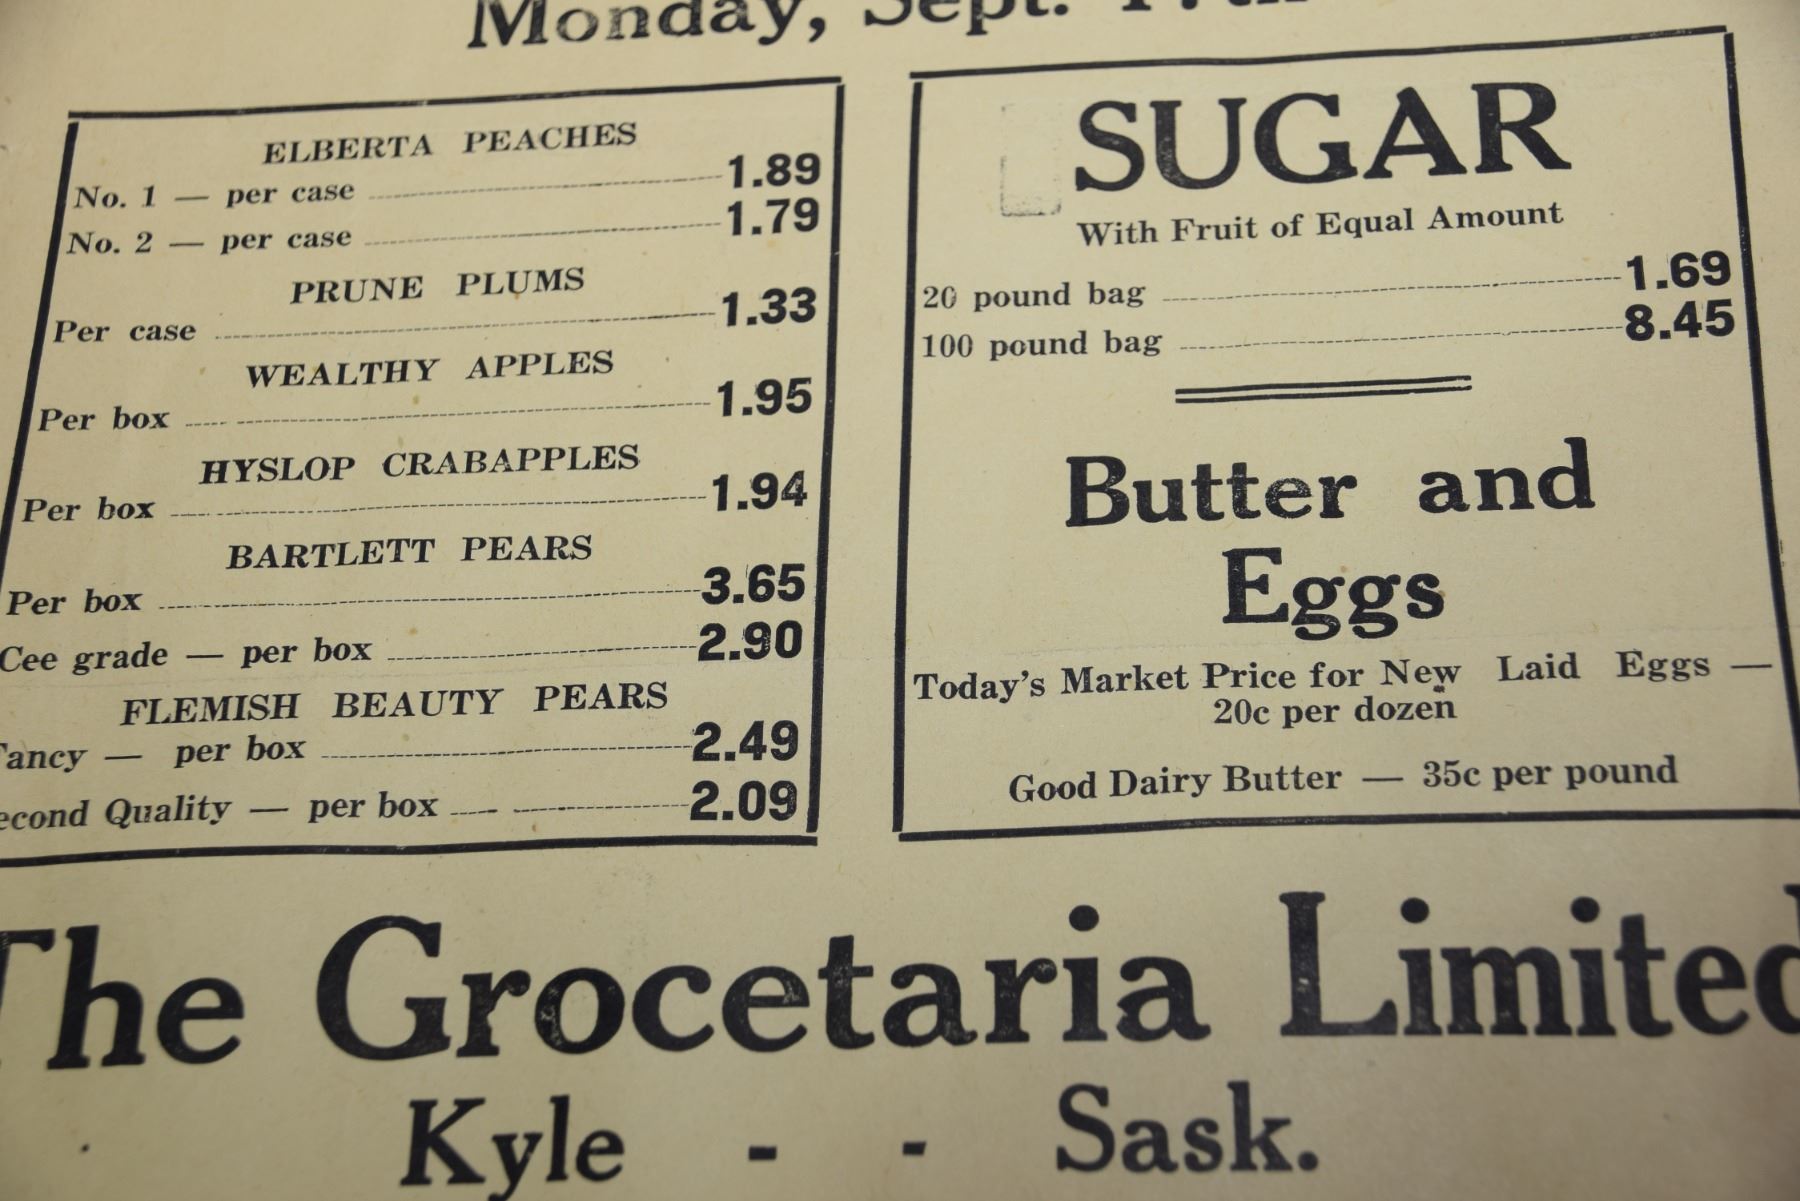 Monday, Sept. 17th
ELBERTA PEACHES
No. 1 — per case 1.89
No. 2 — per case 1.79
PRUNE PLUMS
Per case 1.33
WEALTHY APPLES
Per box 1.95
HYSLOP CRABAPPLES
Per box 1.94
BARTLETT PEARS
Per box 3.65
Cee grade — per box 2.90
FLEMISH BEAUTY PEARS
Fancy — per box 2.49
econd Quality — per box 2.09
SUGAR
With Fruit of Equal Amount
20 pound bag 1.69
100 pound bag 8.45
Butter and
Eggs
Today's Market Price for New Laid Eggs —
20c per dozen
Good Dairy Butter — 35c per pound
The Grocetaria Limited
Kyle - - Sask.